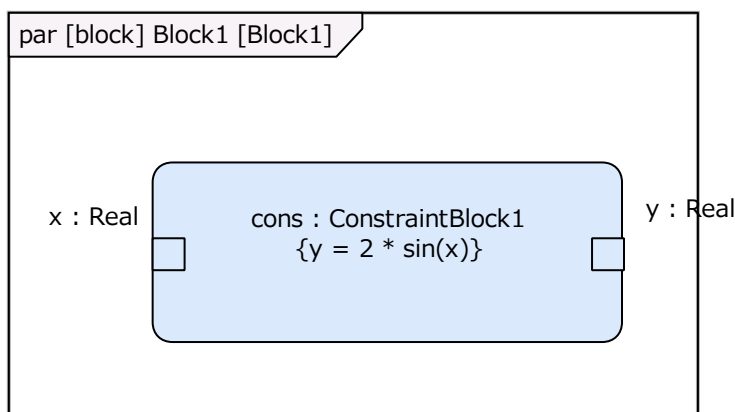 par [block] Block1 [Block1]
x : Real
cons : ConstraintBlock1
{y = 2 * sin(x)}
y : Real